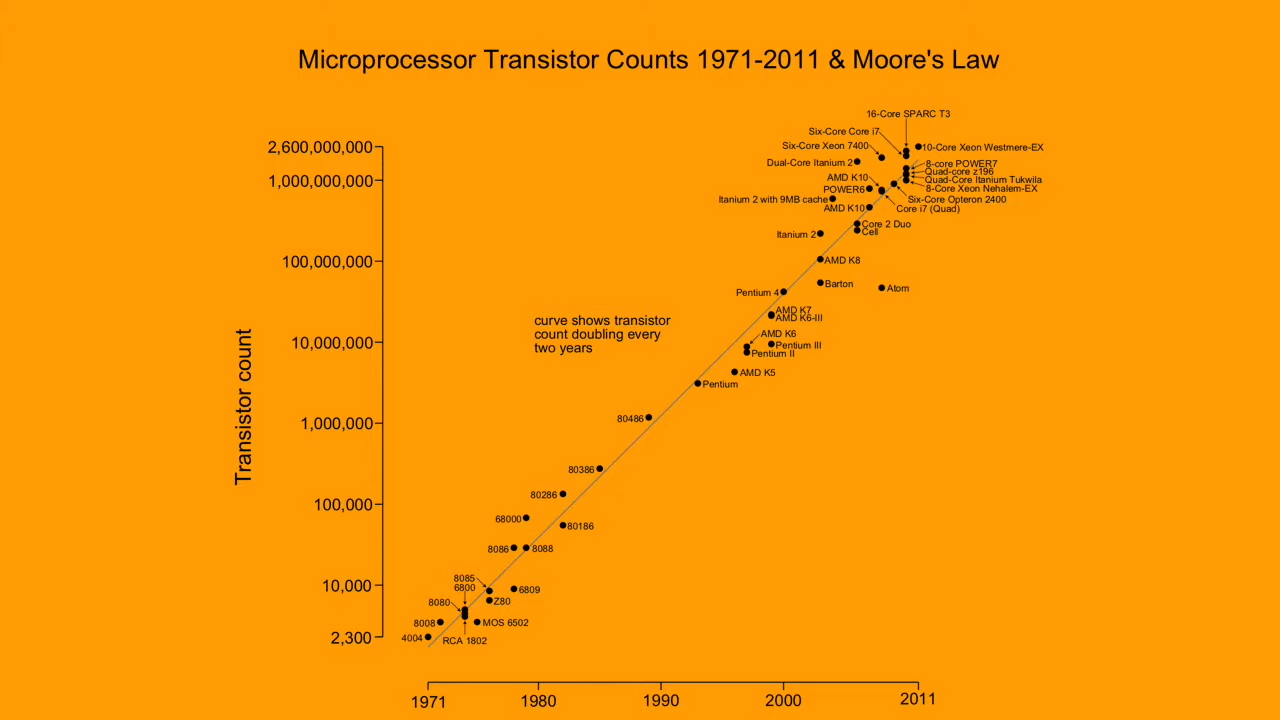 Microprocessor Transistor Counts 1971-2011 & Moore's Law
16-Core SPARC T3
Six-Core Core i7
Six-Core Xeon 7400
10-Core Xeon Westmere-EX
Dual-Core Itanium 2
8-core POWER7
Quad-core z196
AMD K10
Quad-Core Itanium Tukwila
POWER6
8-Core Xeon Nehalem-EX
Itanium 2 with 9MB cache
Six-Core Opteron 2400
AMD K10
Core i7 (Quad)
Core 2 Duo
Cell
Itanium 2
AMD K8
Barton
Atom
Pentium 4
AMD K7
AMD K6-III
curve shows transistor
count doubling every
two years
AMD K6
Pentium III
Pentium II
AMD K5
Pentium
80486
80386
80286
68000
80186
8086
8088
8085
6800
6809
Z80
8080
8008
MOS 6502
4004
RCA 1802
2,600,000,000
1,000,000,000
100,000,000
10,000,000
1,000,000
100,000
10,000
2,300
Transistor count
1971
1980
1990
2000
2011